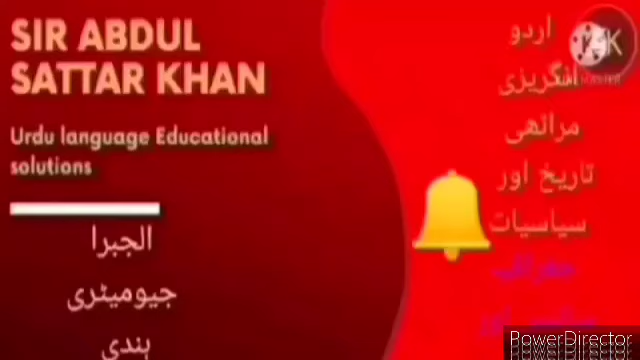 SIR ABDUL
SATTAR KHAN
Urdu language Educational
solutions
الجبرا
جیومیٹری
ہندی
اردو
انگریزی
مراٹھی
تاریخ اور
سیاسیات
PowerDirector